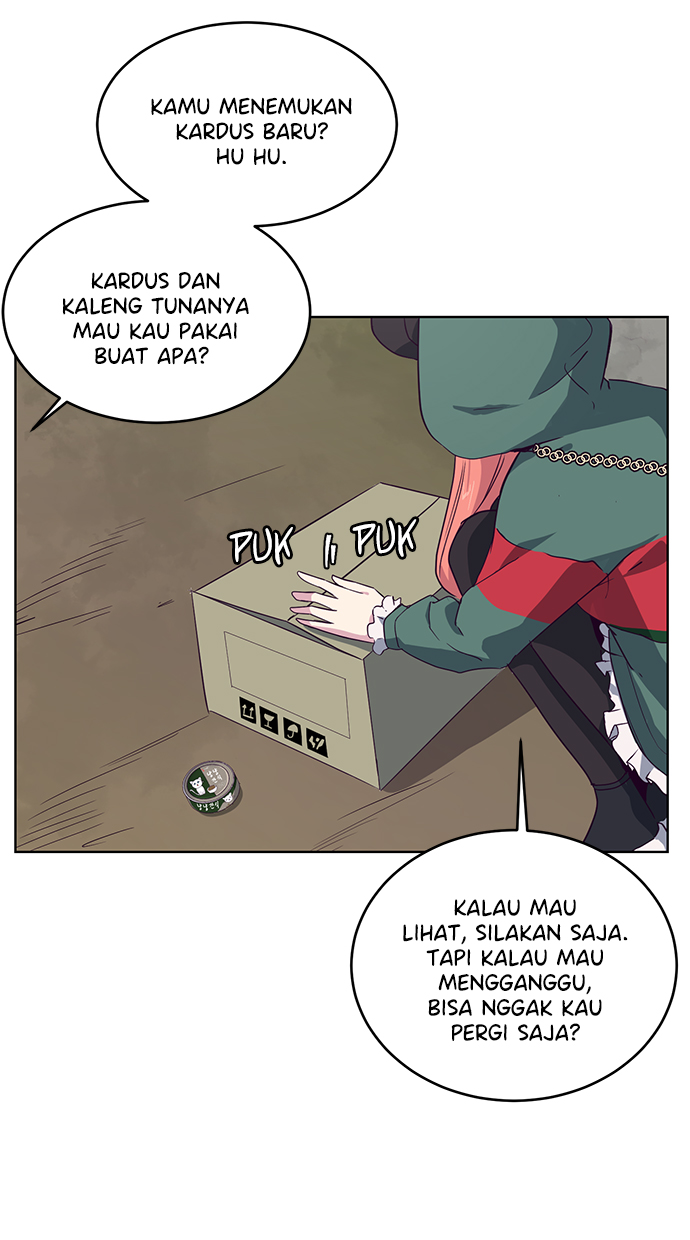 KAMU MENEMUKAN
KARDUS BARU?
HU HU.
KARDUS DAN
KALENG TUNANYA
MAU KAU PAKAI
BUAT APA?
PUK PUK
KALAU MAU
LIHAT, SILAKAN SAJA.
TAPI KALAU MAU
MENGGANGGU,
BISA NGGAK KAU
PERGI SAJA?